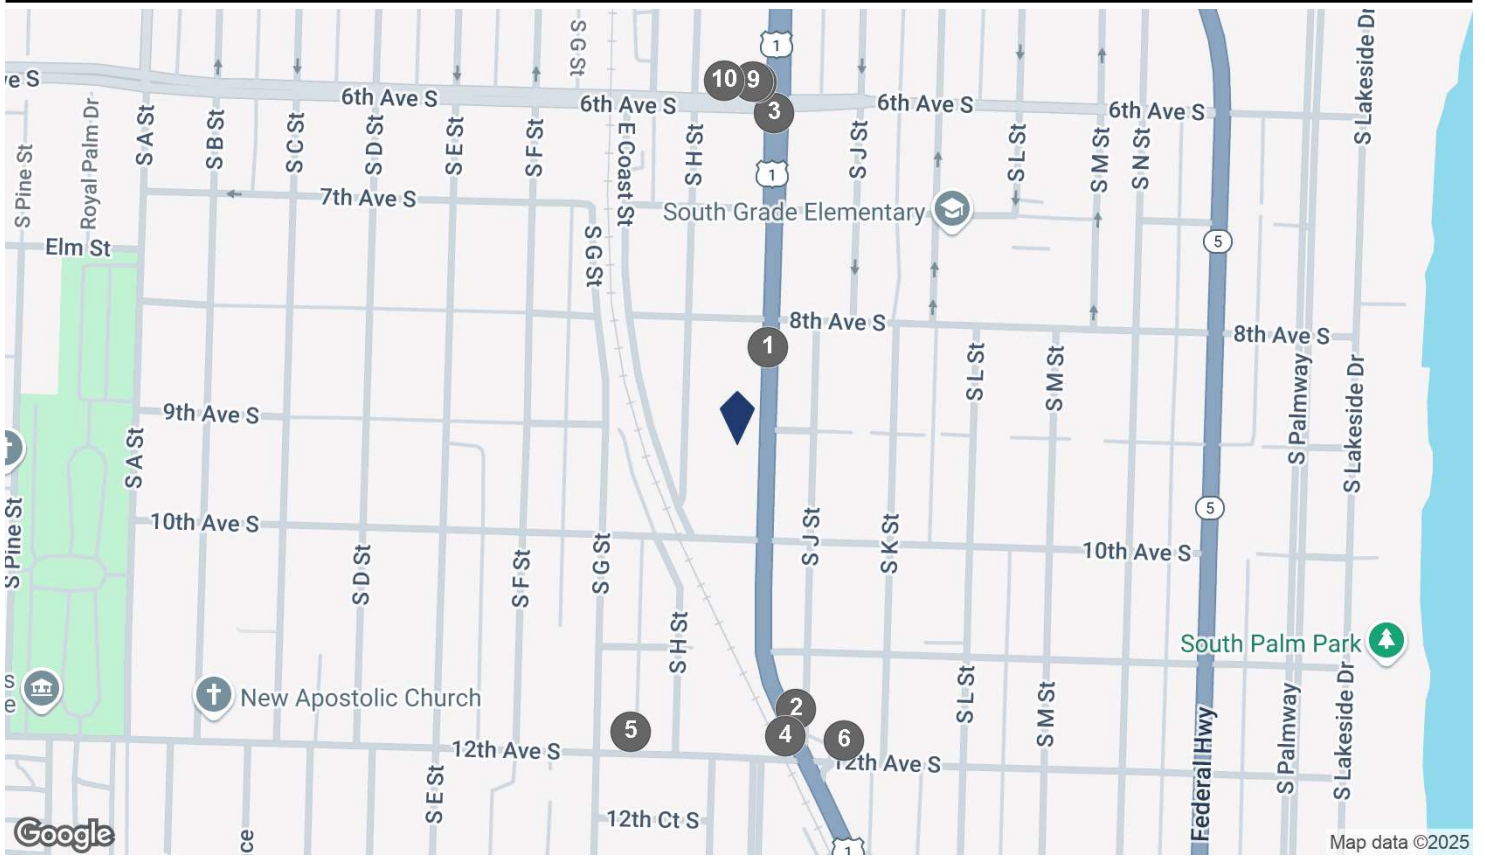 S G St
1
ve S
10
9
6th Ave S
6th Ave S
3
6th Ave S
6th Ave S
S Lakeside Dr
S Pine St
Royal Palm Dr
S A St
S B St
S C St
S D St
S E St
S F St
E Coast St
S H St
1
S J St
S L St
S M St
S N St
S Lakeside Dr
7th Ave S
South Grade Elementary
Elm St
S G St
5
8th Ave S
8th Ave S
1
9th Ave S
S A St
S L St
S M St
S Palmway
S Lakeside Dr
S Pine St
10th Ave S
5
10th Ave S
S D St
S F St
S G St
S H St
S J St
S K St
South Palm Park
s
e
New Apostolic Church
2
5
4
6
S L St
S M St
12th Ave S
12th Ave S
S E St
Federal Hwy
S Palmway
S Lakeside Dr
12th Ct S
1
nce
Google
Map data ©2025